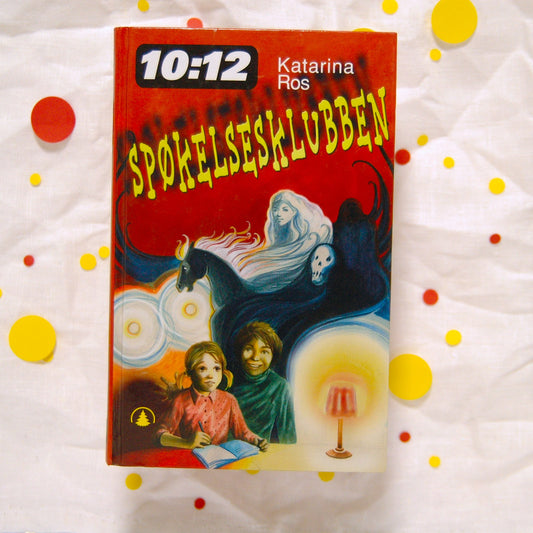 10:12
Katarina
Ros
SPØKELSESKLUBBEN